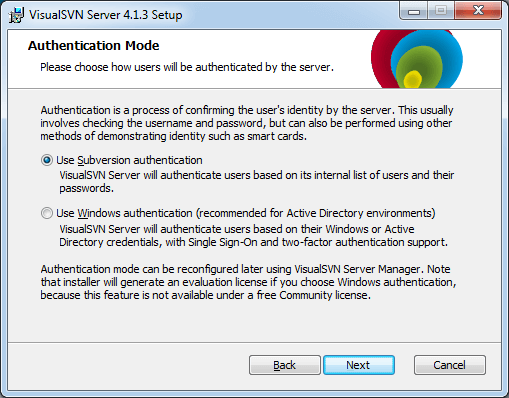 VisualSVN Server 4.1.3 Setup
Authentication Mode
Please choose how users will be authenticated by the server.
Authentication is a process of confirming the user's identity by the server. This usually
involves checking the username and password, but can also be performed using other
methods of demonstrating identity such as smart cards.
Use Subversion authentication
VisualSVN Server will authenticate users based on its internal list of users and their
passwords.
Use Windows authentication (recommended for Active Directory environments)
VisualSVN Server will authenticate users based on their Windows or Active
Directory credentials, with Single Sign-On and two-factor authentication support.
Authentication mode can be reconfigured later using VisualSVN Server Manager. Note
that installer will generate an evaluation license if you choose Windows authentication,
because this feature is not available under a free Community license.
Back Next Cancel